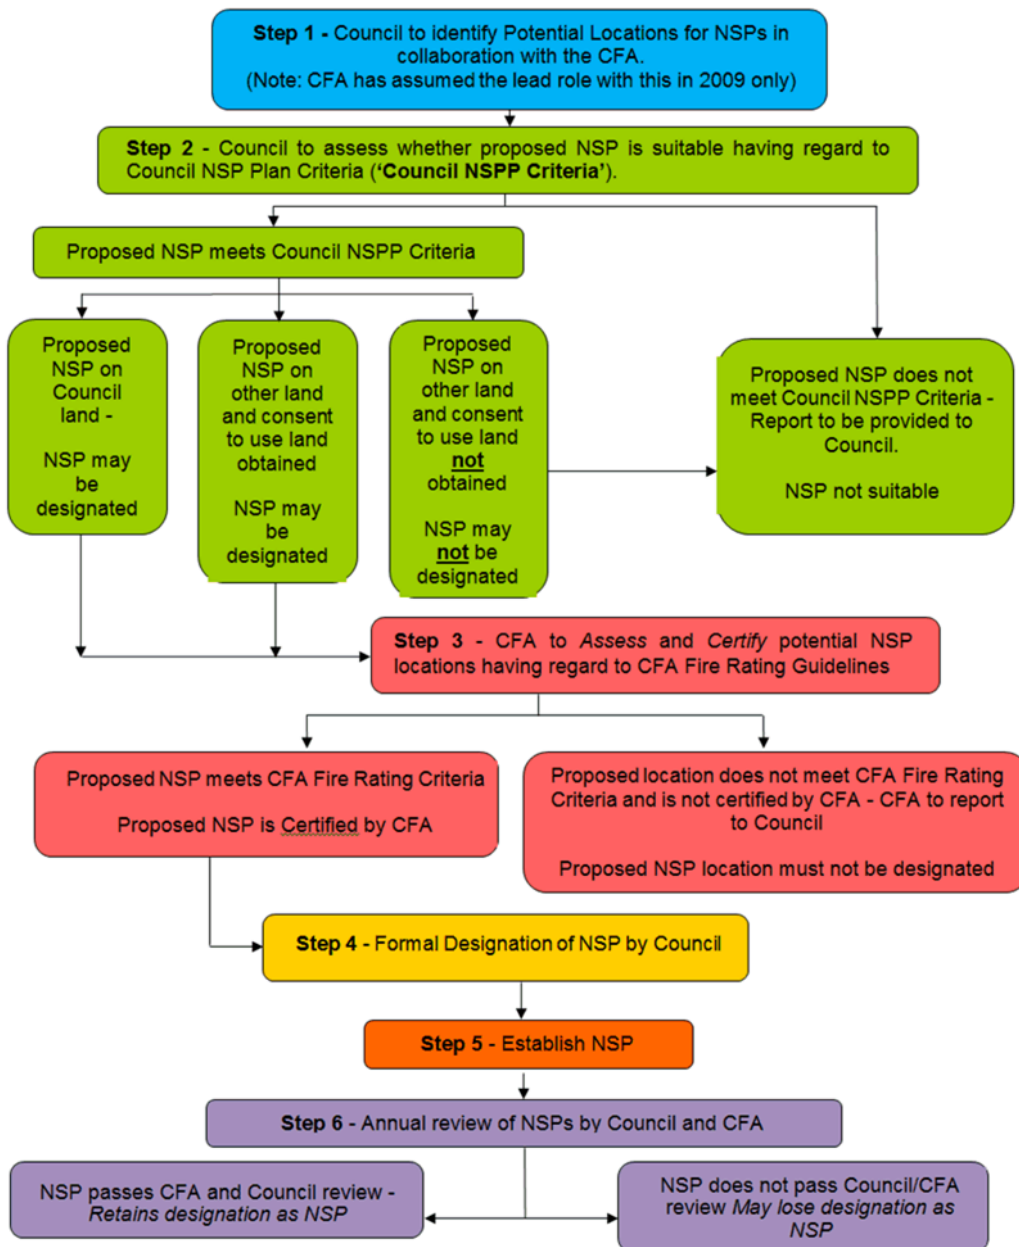 Step 1 - Council to identify Potential Locations for NSPs in
collaboration with the CFA.
(Note: CFA has assumed the lead role with this in 2009 only)
Step 2 - Council to assess whether proposed NSP is suitable having regard to
Council NSP Plan Criteria (‘Council NSPP Criteria’).
Proposed NSP meets Council NSPP Criteria
Proposed
NSP on
Council
land -
NSP may
be
designated
Proposed
NSP on
other land
and consent
to use land
obtained
NSP may
be
designated
Proposed
NSP on
other land
and consent
to use land
not
obtained
NSP may
not be
designated
Proposed NSP does not
meet Council NSPP Criteria -
Report to be provided to
Council.
NSP not suitable
Step 3 - CFA to Assess and Certify potential NSP
locations having regard to CFA Fire Rating Guidelines
Proposed NSP meets CFA Fire Rating Criteria
Proposed NSP is Certified by CFA
Proposed location does not meet CFA Fire Rating
Criteria and is not certified by CFA - CFA to report
to Council
Proposed NSP location must not be designated
Step 4 - Formal Designation of NSP by Council
Step 5 - Establish NSP
Step 6 - Annual review of NSPs by Council and CFA
NSP passes CFA and Council review -
Retains designation as NSP
NSP does not pass Council/CFA
review May lose designation as
NSP